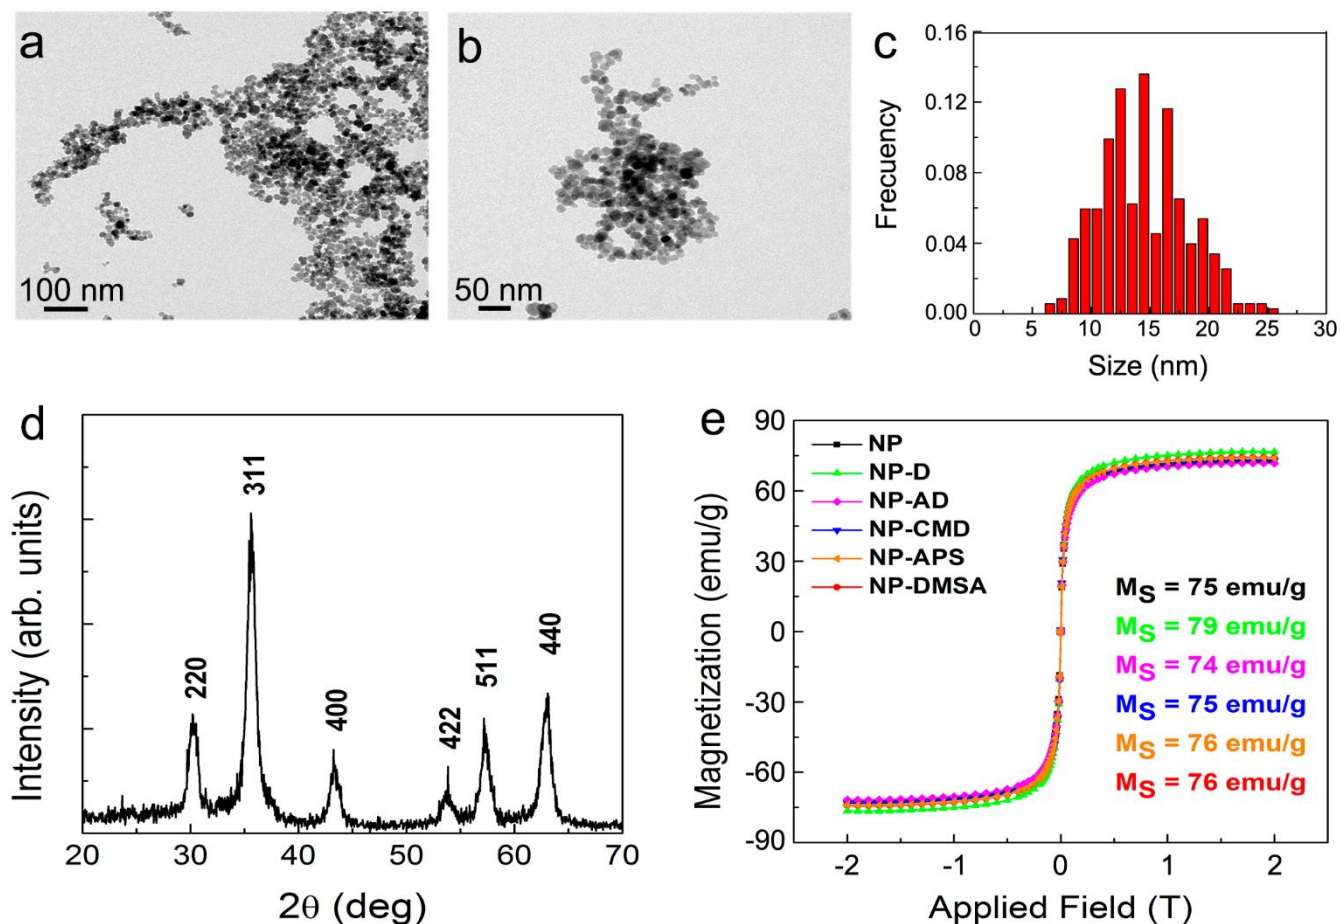 a
100 nm
b
50 nm
c
0.16
0.12
0.08
0.04
0.00
Frecuency
0 5 10 15 20 25 30
Size (nm)
d
220
311
400
422
511
440
Intensity (arb. units)
20 30 40 50 60 70
2θ (deg)
e
90
60
30
0
-30
-60
-90
Magnetization (emu/g)
NP
NP-D
NP-AD
NP-CMD
NP-APS
NP-DMSA
MS = 75 emu/g
MS = 79 emu/g
MS = 74 emu/g
MS = 75 emu/g
MS = 76 emu/g
MS = 76 emu/g
-2 -1 0 1 2
Applied Field (T)